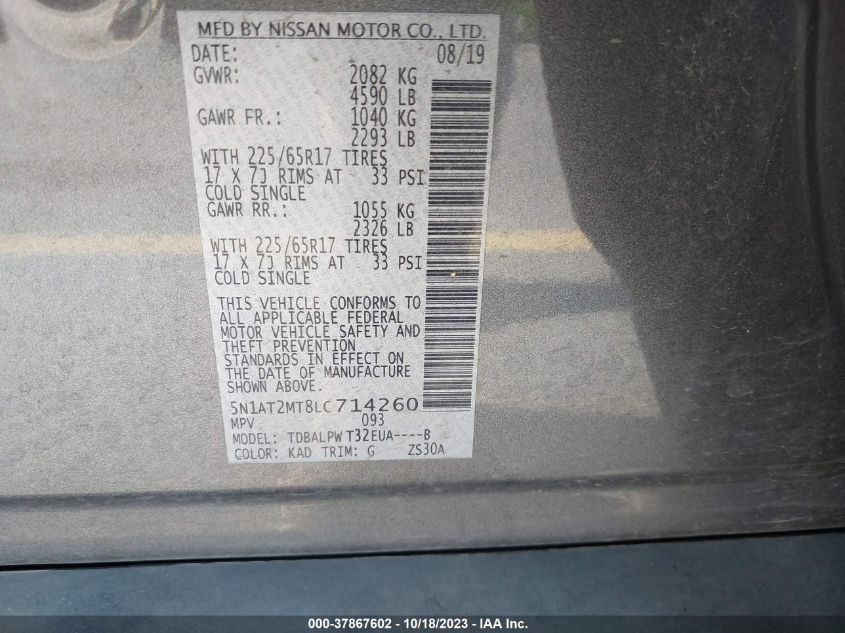 MFD BY NISSAN MOTOR CO., LTD.
DATE: 08/19
GVWR: 2082 KG
4590 LB
GAWR FR.: 1040 KG
2293 LB
WITH 225/65R17 TIRES
17 X 7J RIMS AT 33 PSI
COLD SINGLE
GAWR RR.: 1055 KG
2326 LB
WITH 225/65R17 TIRES
17 X 7J RIMS AT 33 PSI
COLD SINGLE
THIS VEHICLE CONFORMS TO
ALL APPLICABLE FEDERAL
MOTOR VEHICLE SAFETY AND
THEFT PREVENTION
STANDARDS IN EFFECT ON
THE DATE OF MANUFACTURE
SHOWN ABOVE.
5N1AT2MT8LC714260
MPV 093
MODEL: TDBALPW T32EUA----B
COLOR: KAD TRIM: G ZS30A
000-37867602 - 10/18/2023 - IAA Inc.